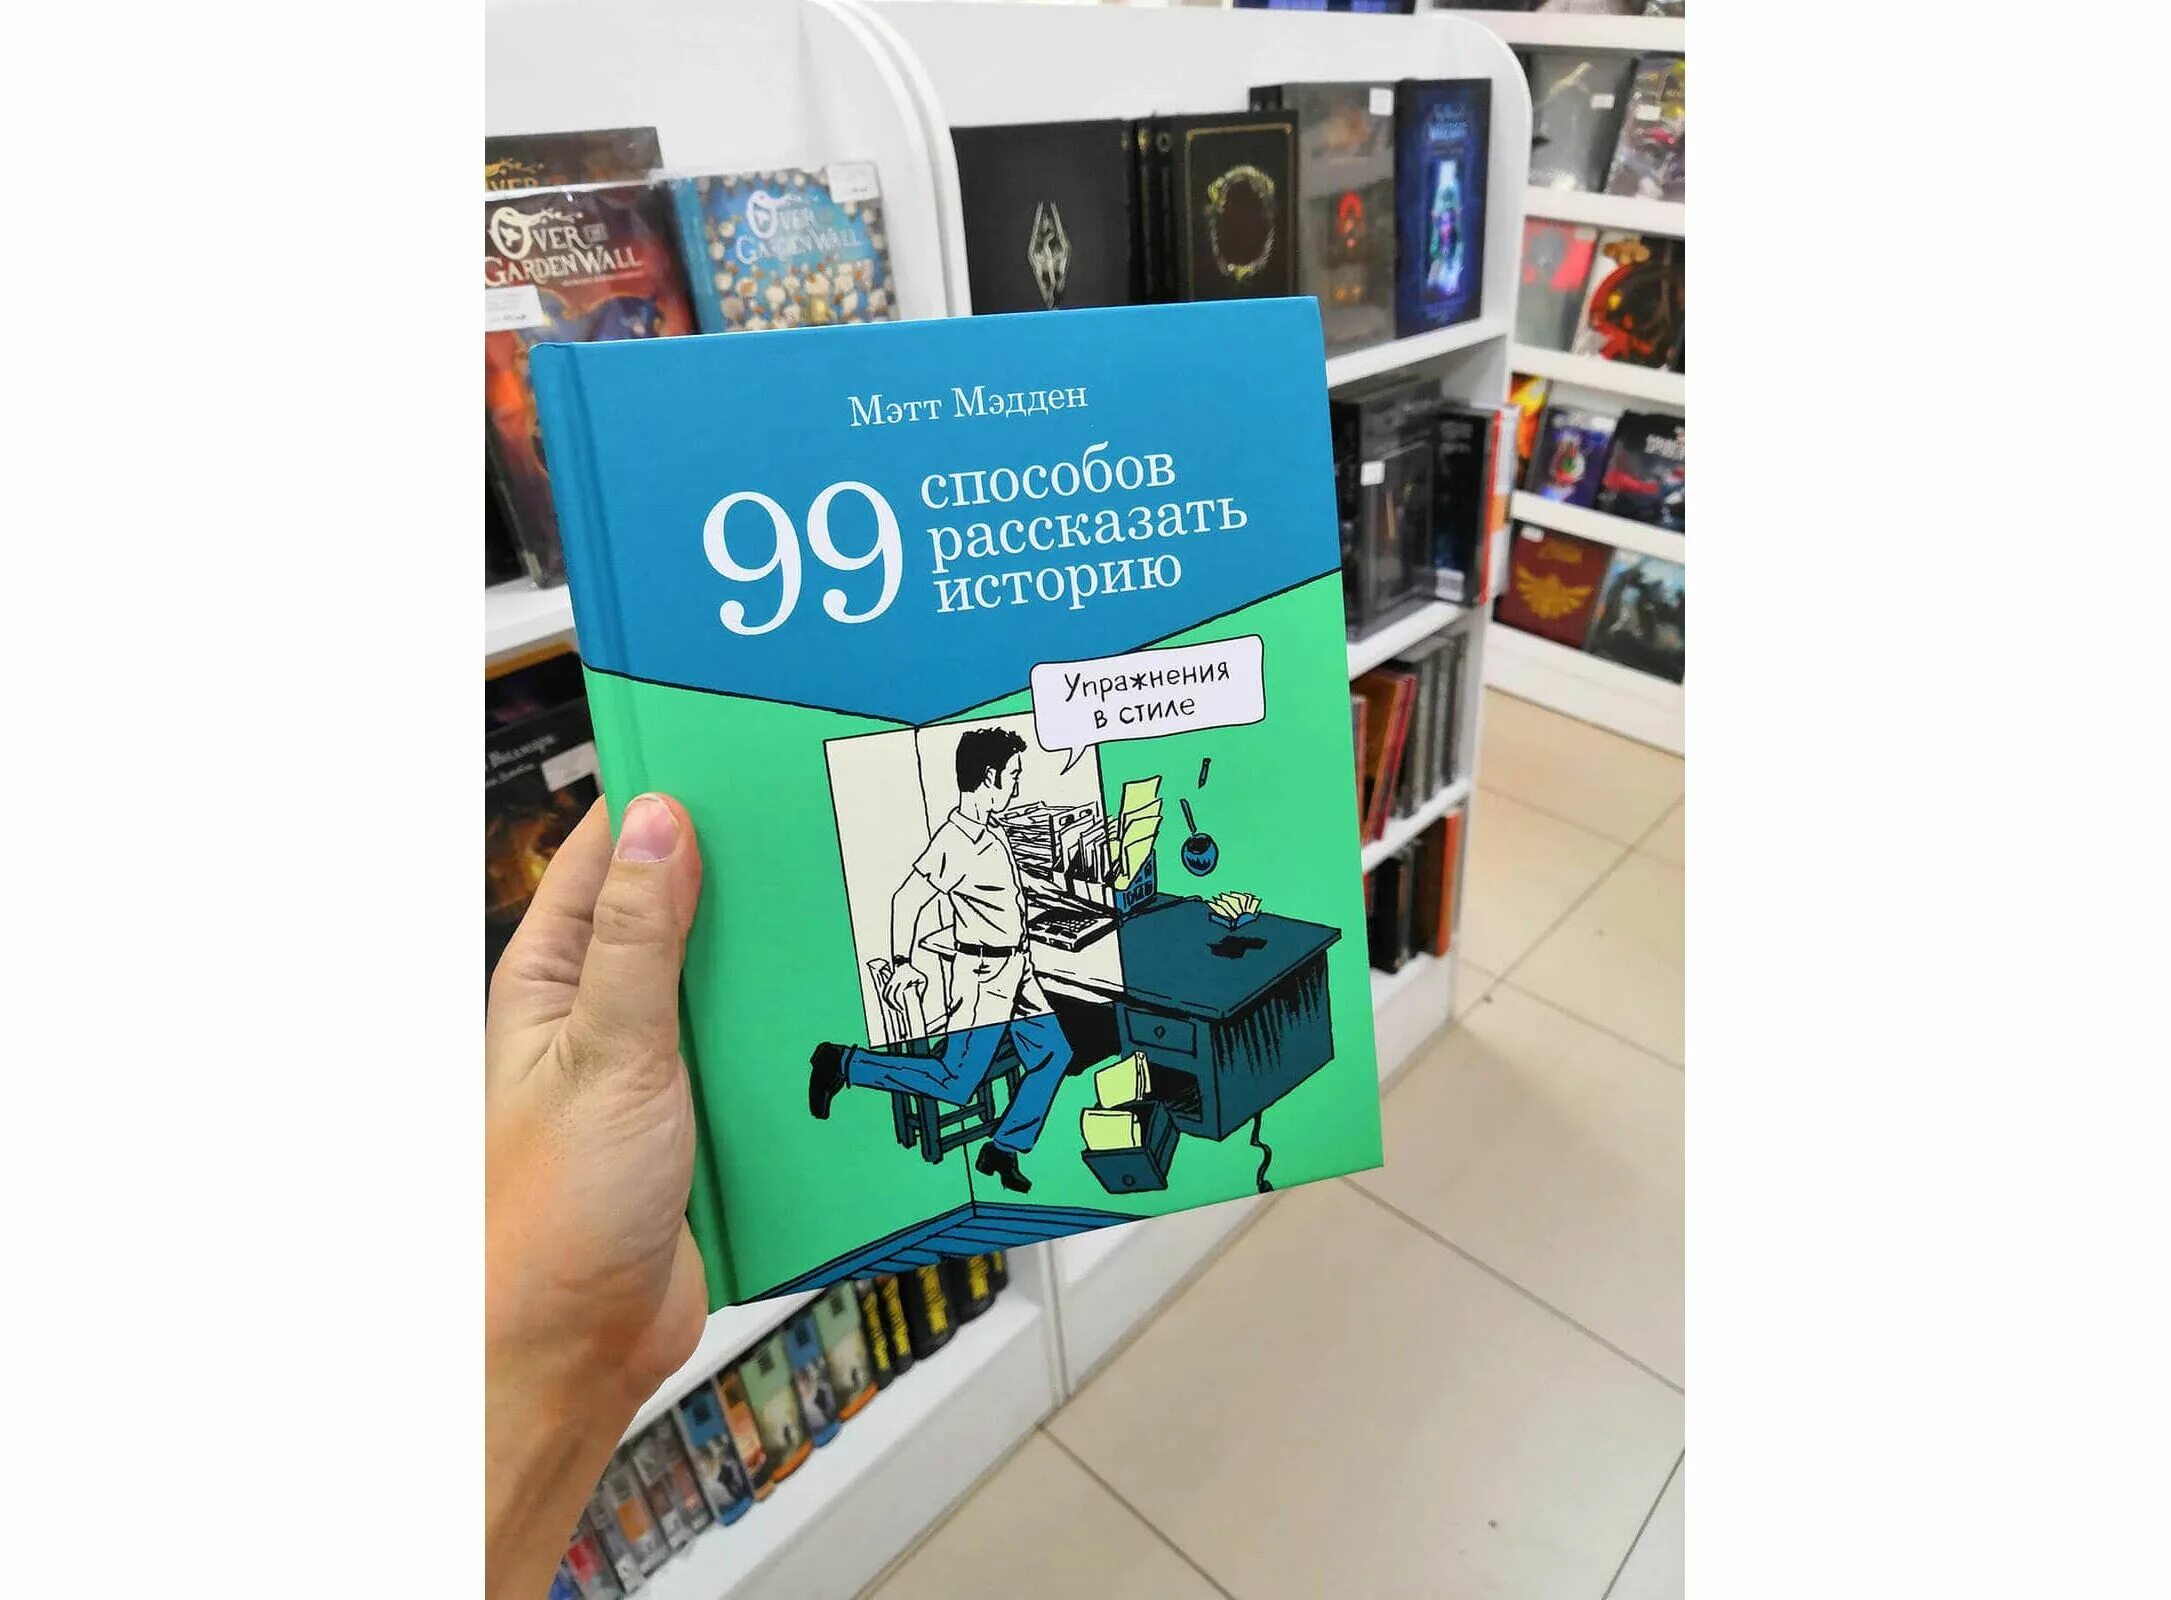 OVER THE
GARDEN WALL
OVER THE
GARDEN WALL
Мэтт Мэдден
99 способов
рассказать
историю
Упражнения
в стиле